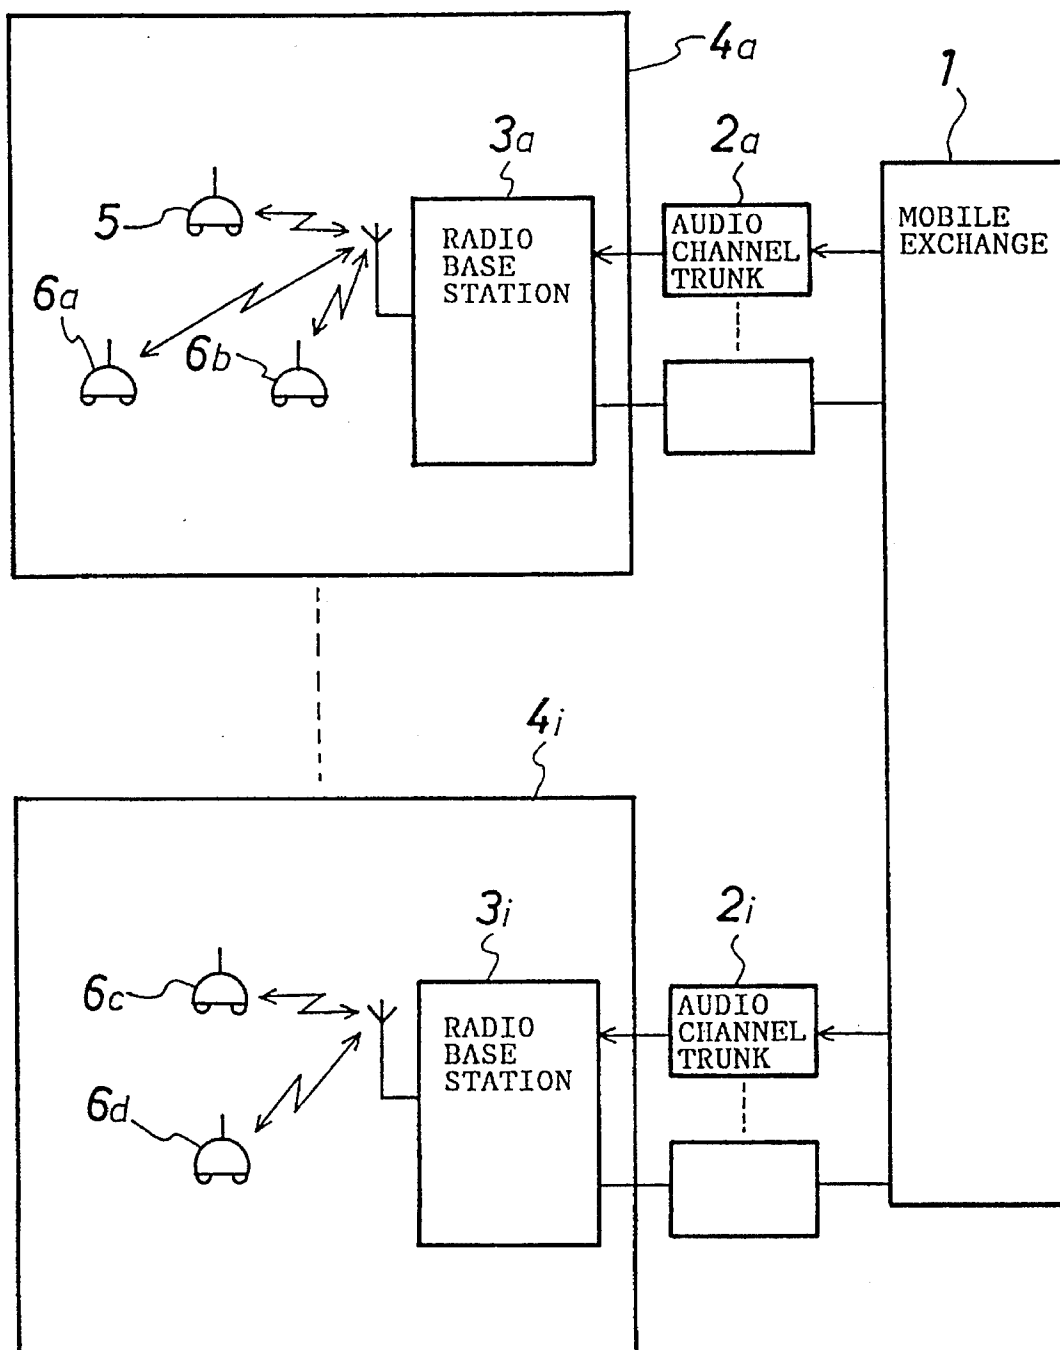 4a
1
3a
2a
5
RADIO
BASE
STATION
AUDIO
CHANNEL
TRUNK
MOBILE
EXCHANGE
6a
6b
4i
3i
2i
6c
RADIO
BASE
STATION
AUDIO
CHANNEL
TRUNK
6d